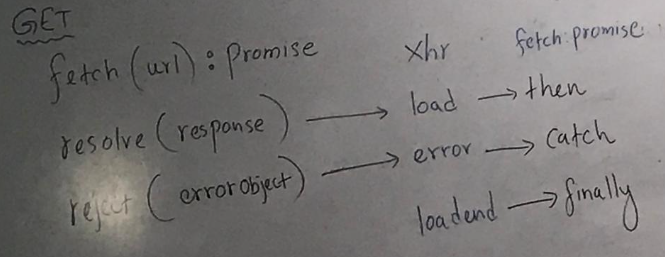 GET
fetch (url) : Promise xhr fetch:promise
resolve (response) → load → then
reject (errorobject) → error → catch
loadend → finally